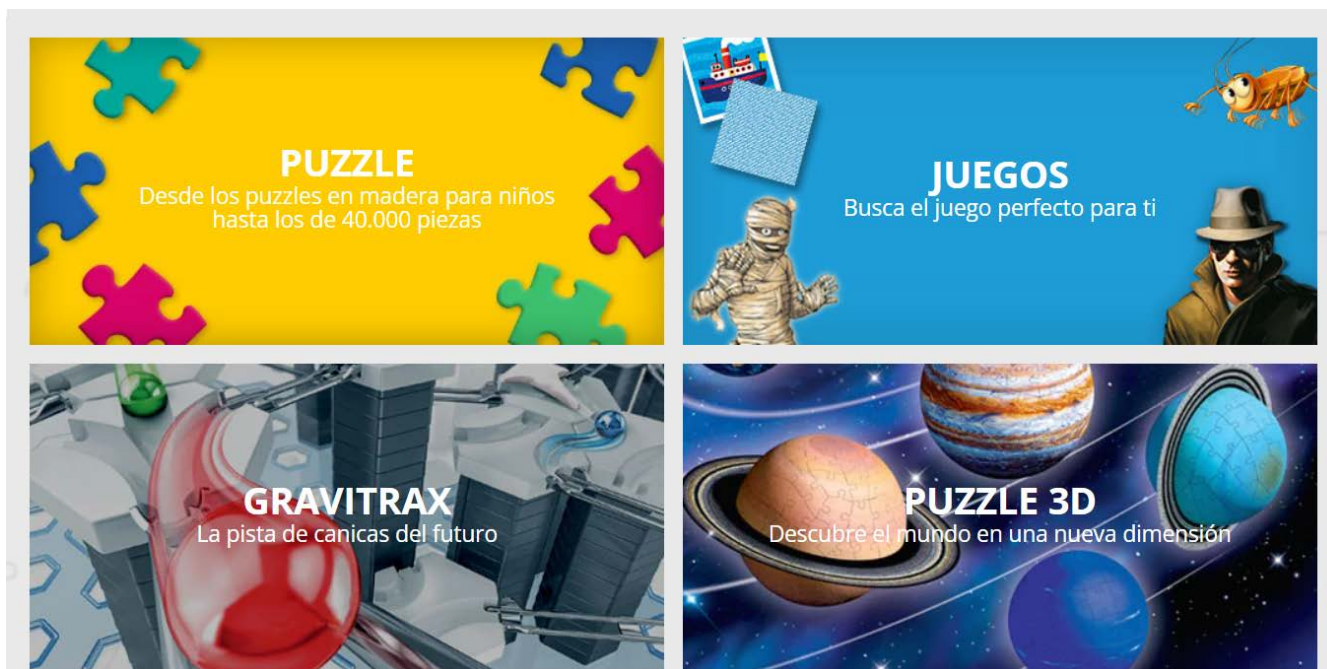 PUZZLE
Desde los puzzles en madera para niños
hasta los de 40.000 piezas
JUEGOS
Busca el juego perfecto para ti
GRAVITRAX
La pista de canicas del futuro
PUZZLE 3D
Descubre el mundo en una nueva dimensión